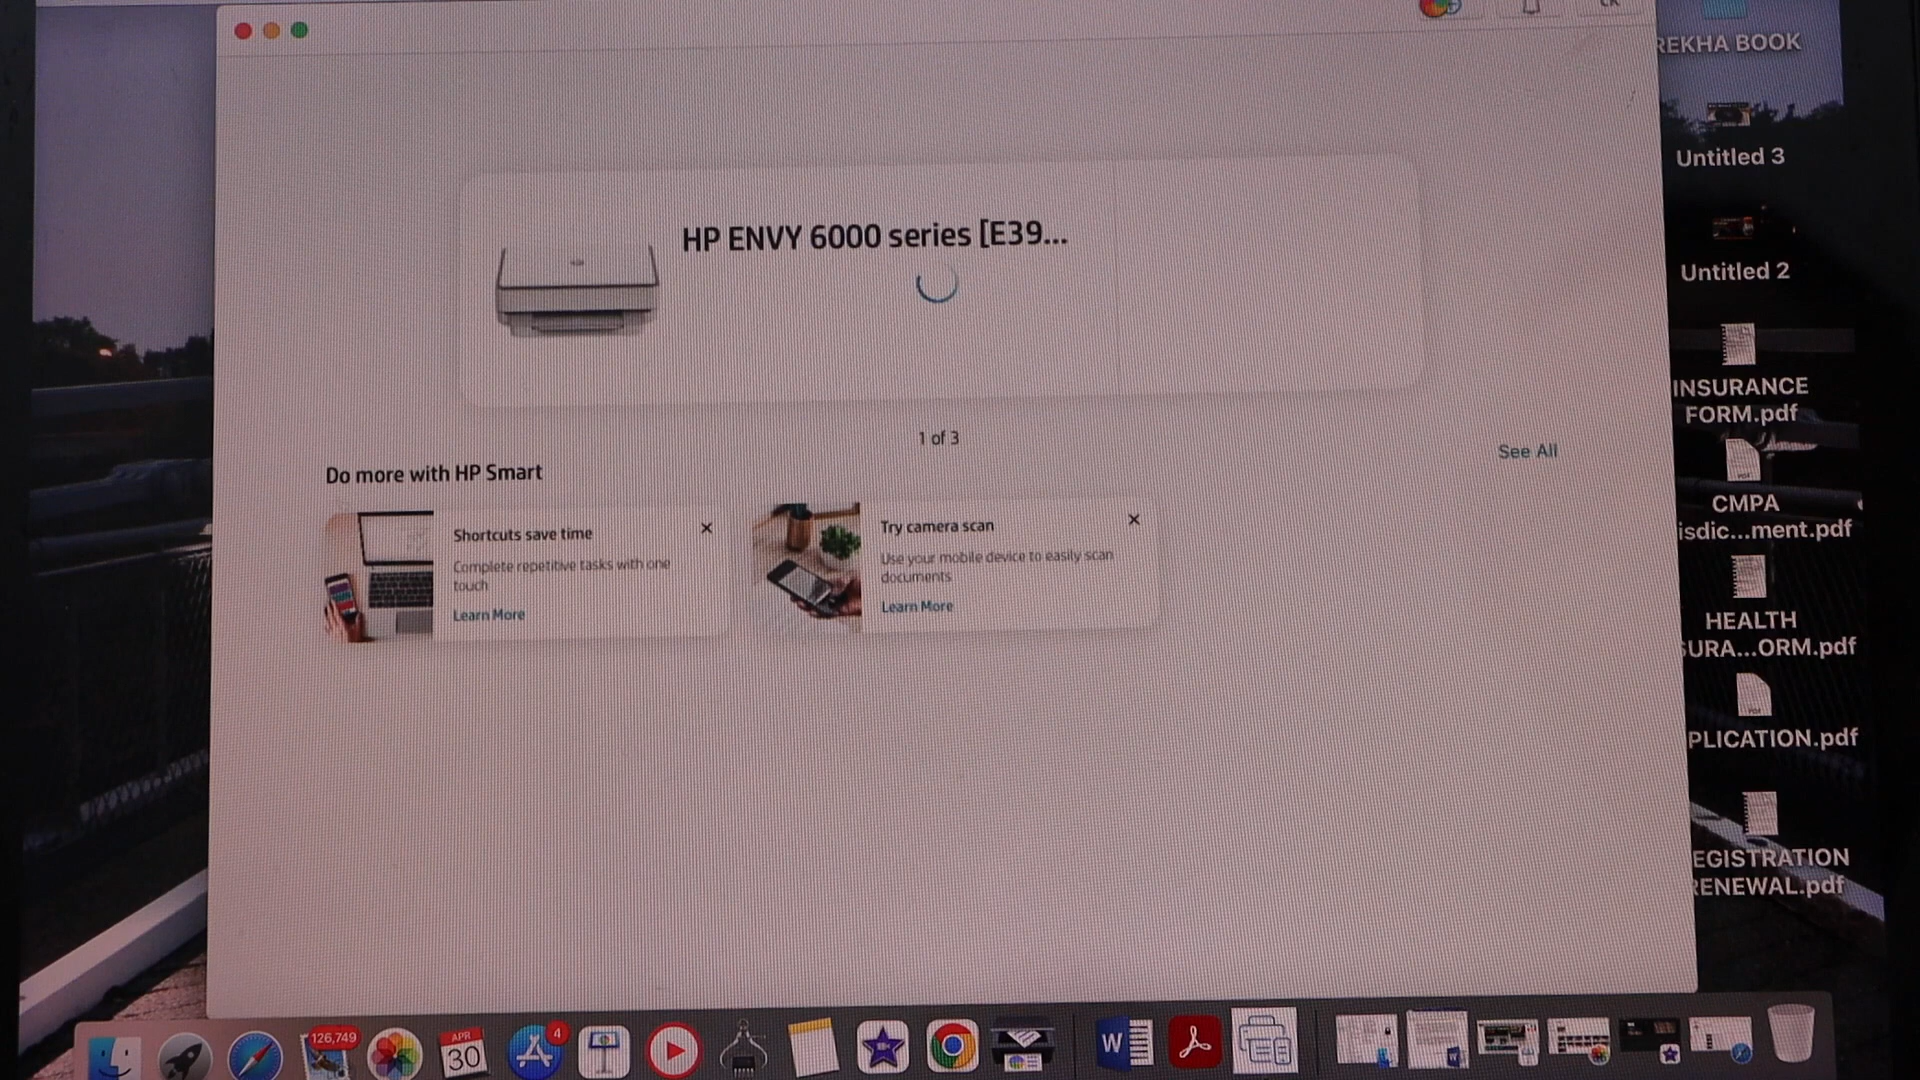 REKHA BOOK
Untitled 3
HP ENVY 6000 series [E39...
Untitled 2
INSURANCE
FORM.pdf
1 of 3
See All
Do more with HP Smart
Shortcuts save time
Complete repetitive tasks with one
touch
Learn More
Try camera scan
Use your mobile device to easily scan
documents
Learn More
CMPA
isdic...ment.pdf
HEALTH
SURA...ORM.pdf
PLICATION.pdf
EGISTRATION
RENEWAL.pdf
126,749
APR
30
4
W